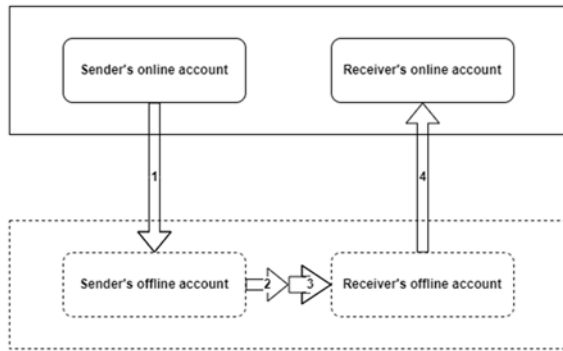 Sender's online account
Receiver's online account
1
4
Sender's offline account
2
3
Receiver's offline account